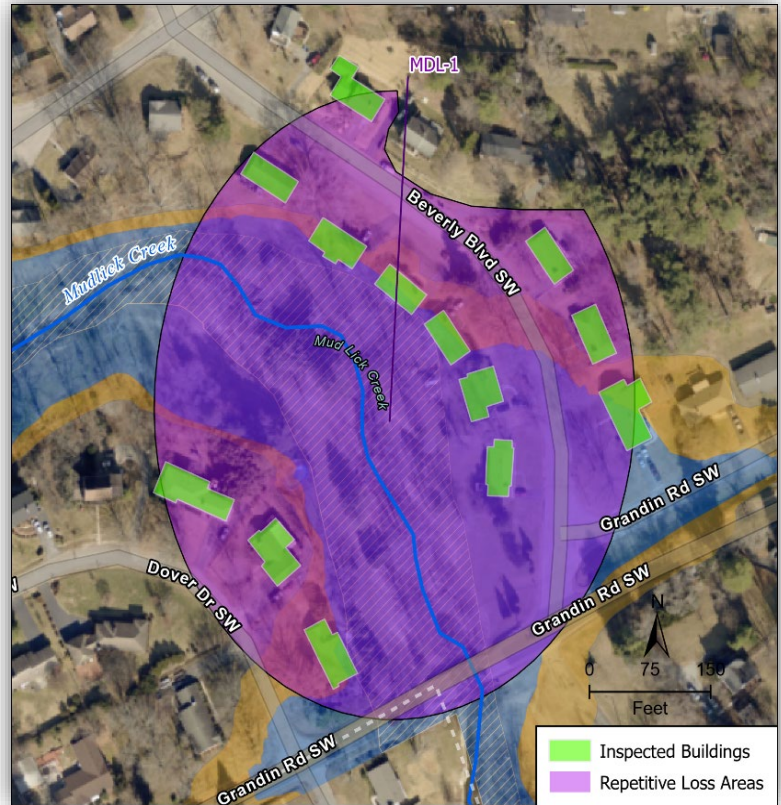 MDL-1
Beverly Blvd SW
Mudlick Creek
Mud Lick Creek
Grandin Rd SW
Grandin Rd SW
Dover Dr SW
W
Grandin Rd SW
N
0 75 150
Feet
Inspected Buildings
Repetitive Loss Areas